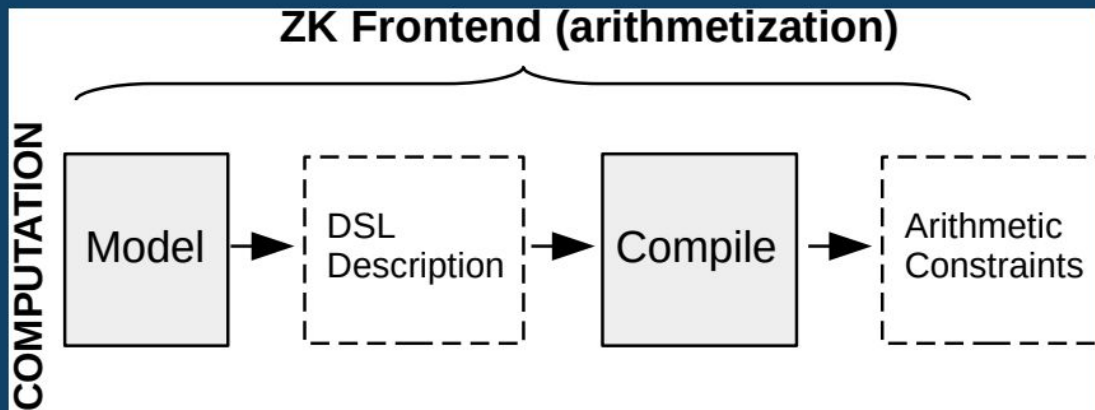 ZK Frontend (arithmetization)
COMPUTATION
Model
DSL
Description
Compile
Arithmetic
Constraints